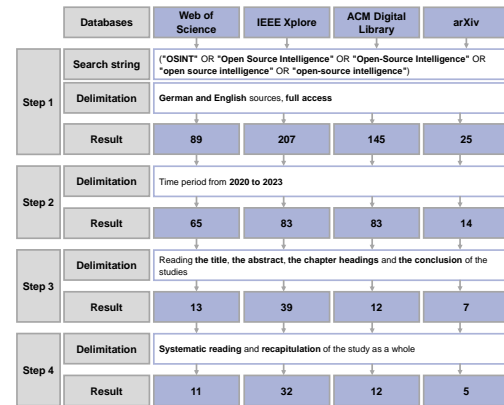 Databases
Web of
Science
IEEE Xplore
ACM Digital
Library
arXiv
Step 1
Search string
("OSINT" OR "Open Source Intelligence" OR "Open-Source Intelligence" OR
"open source intelligence" OR "open-source intelligence")
Delimitation
German and English sources, full access
Result
89
207
145
25
Step 2
Delimitation
Time period from 2020 to 2023
Result
65
83
83
14
Step 3
Delimitation
Reading the title, the abstract, the chapter headings and the conclusion of the
studies
Result
13
39
12
7
Step 4
Delimitation
Systematic reading and recapitulation of the study as a whole
Result
11
32
12
5